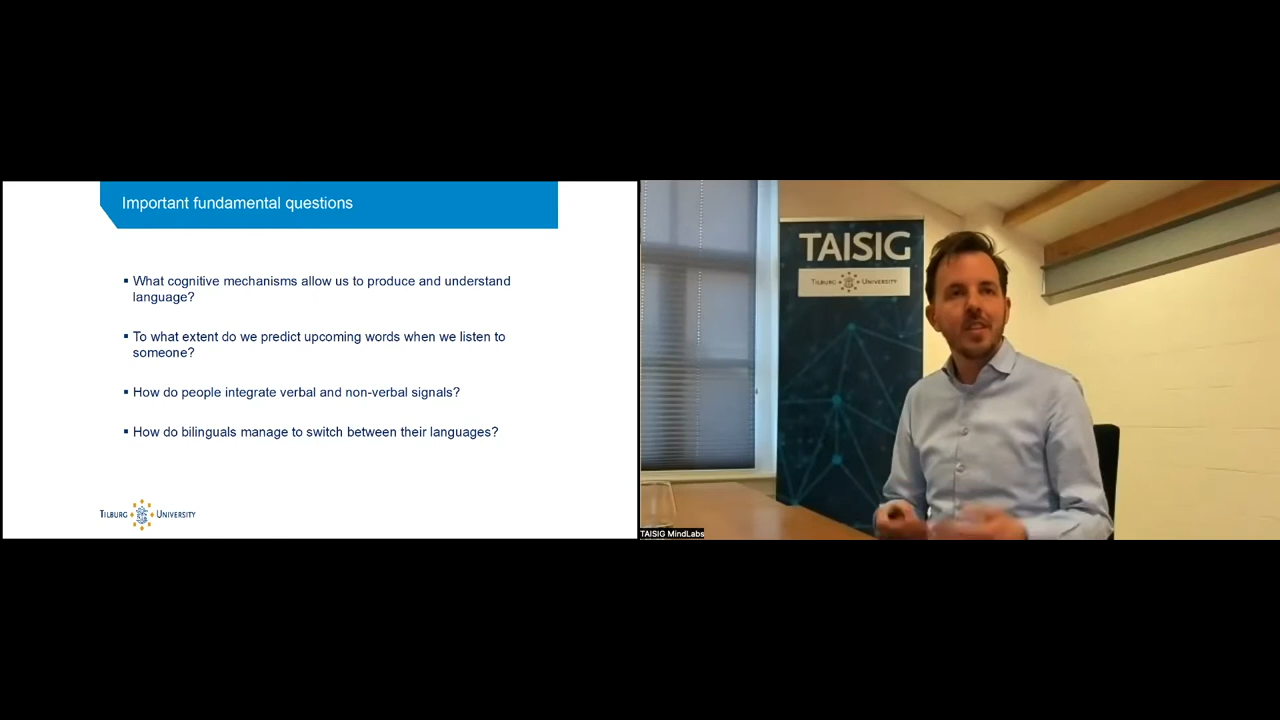 Important fundamental questions
▪ What cognitive mechanisms allow us to produce and understand
language?
▪ To what extent do we predict upcoming words when we listen to
someone?
▪ How do people integrate verbal and non-verbal signals?
▪ How do bilinguals manage to switch between their languages?
TILBURG UNIVERSITY
TAISIG
TILBURG UNIVERSITY
TAISIG MindLabs